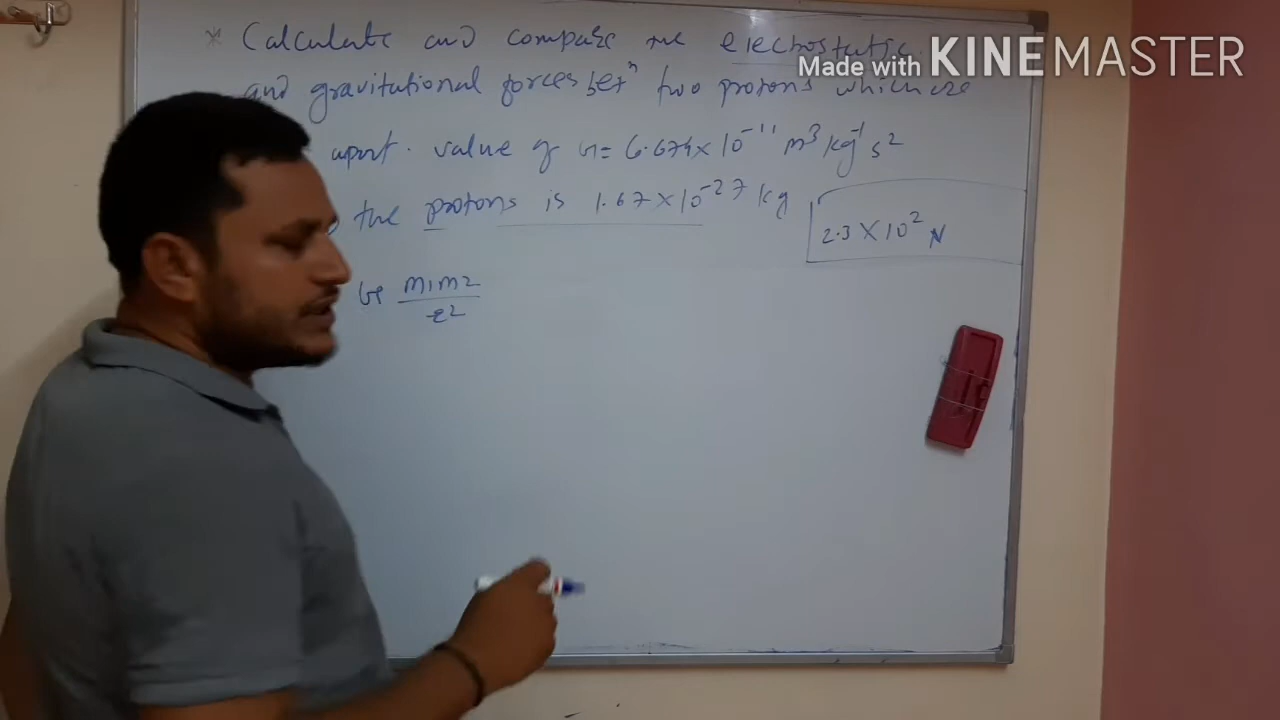 * Calculate and compare the electrostatic
and gravitational forces betⁿ two protons which are
apart. value of G = 6.674 × 10⁻¹¹ m³ kg⁻¹ s²
the protons is 1.67 × 10⁻²⁷ kg
2.3 × 10² N
G m1m2 / r²
Made with KINEMASTER